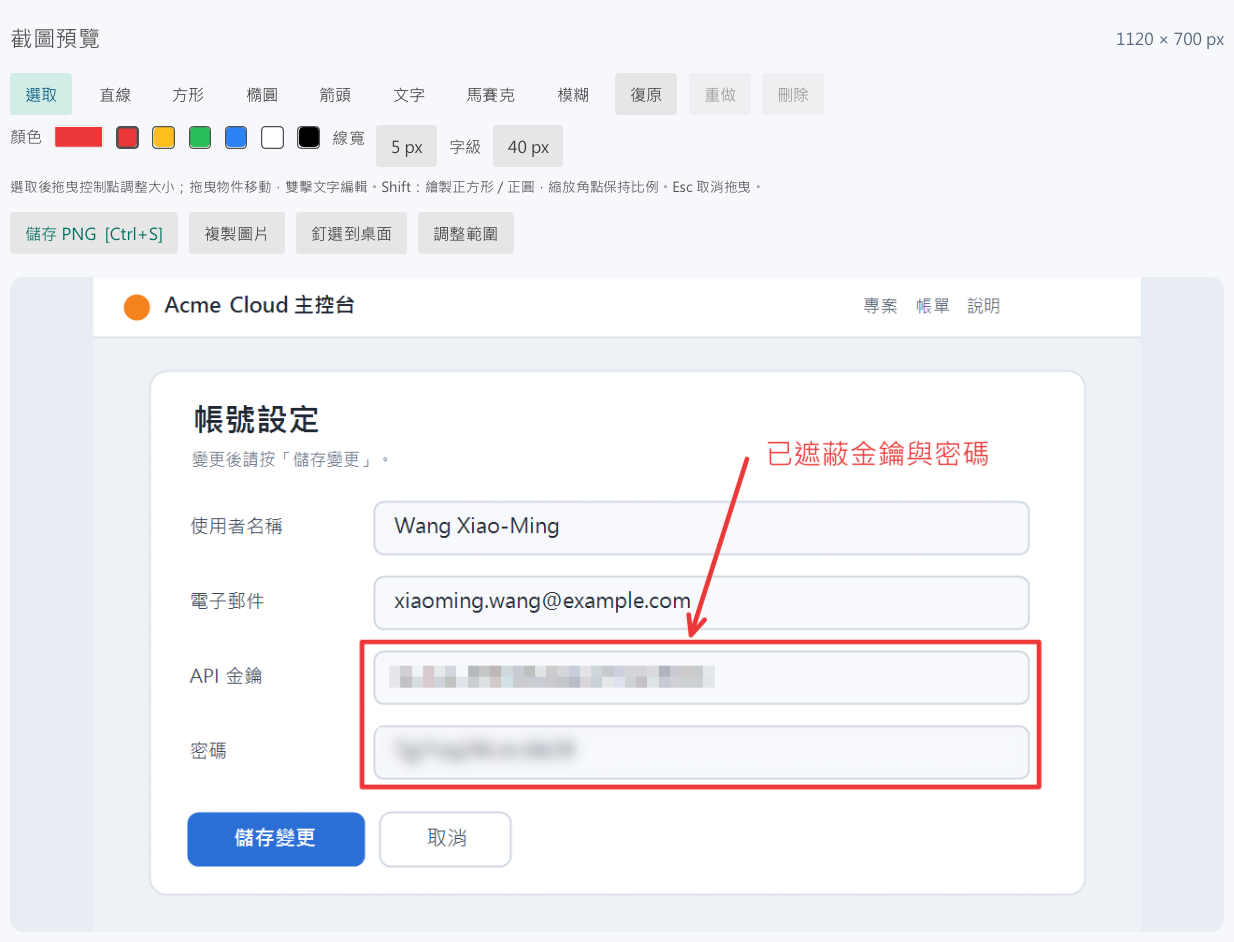 截圖預覽
1120 × 700 px
選取 直線 方形 橢圓 箭頭 文字 馬賽克 模糊 復原 重做 刪除
顏色 線寬 5 px 字級 40 px
選取後拖曳控制點調整大小；拖曳物件移動，雙擊文字編輯。Shift：繪製正方形 / 正圓，縮放角點保持比例。Esc 取消拖曳。
儲存 PNG [Ctrl+S] 複製圖片 釘選到桌面 調整範圍
Acme Cloud 主控台
專案 帳單 說明
帳號設定
變更後請按「儲存變更」。
已遮蔽金鑰與密碼
使用者名稱 Wang Xiao-Ming
電子郵件 xiaoming.wang@example.com
API 金鑰
密碼
儲存變更 取消